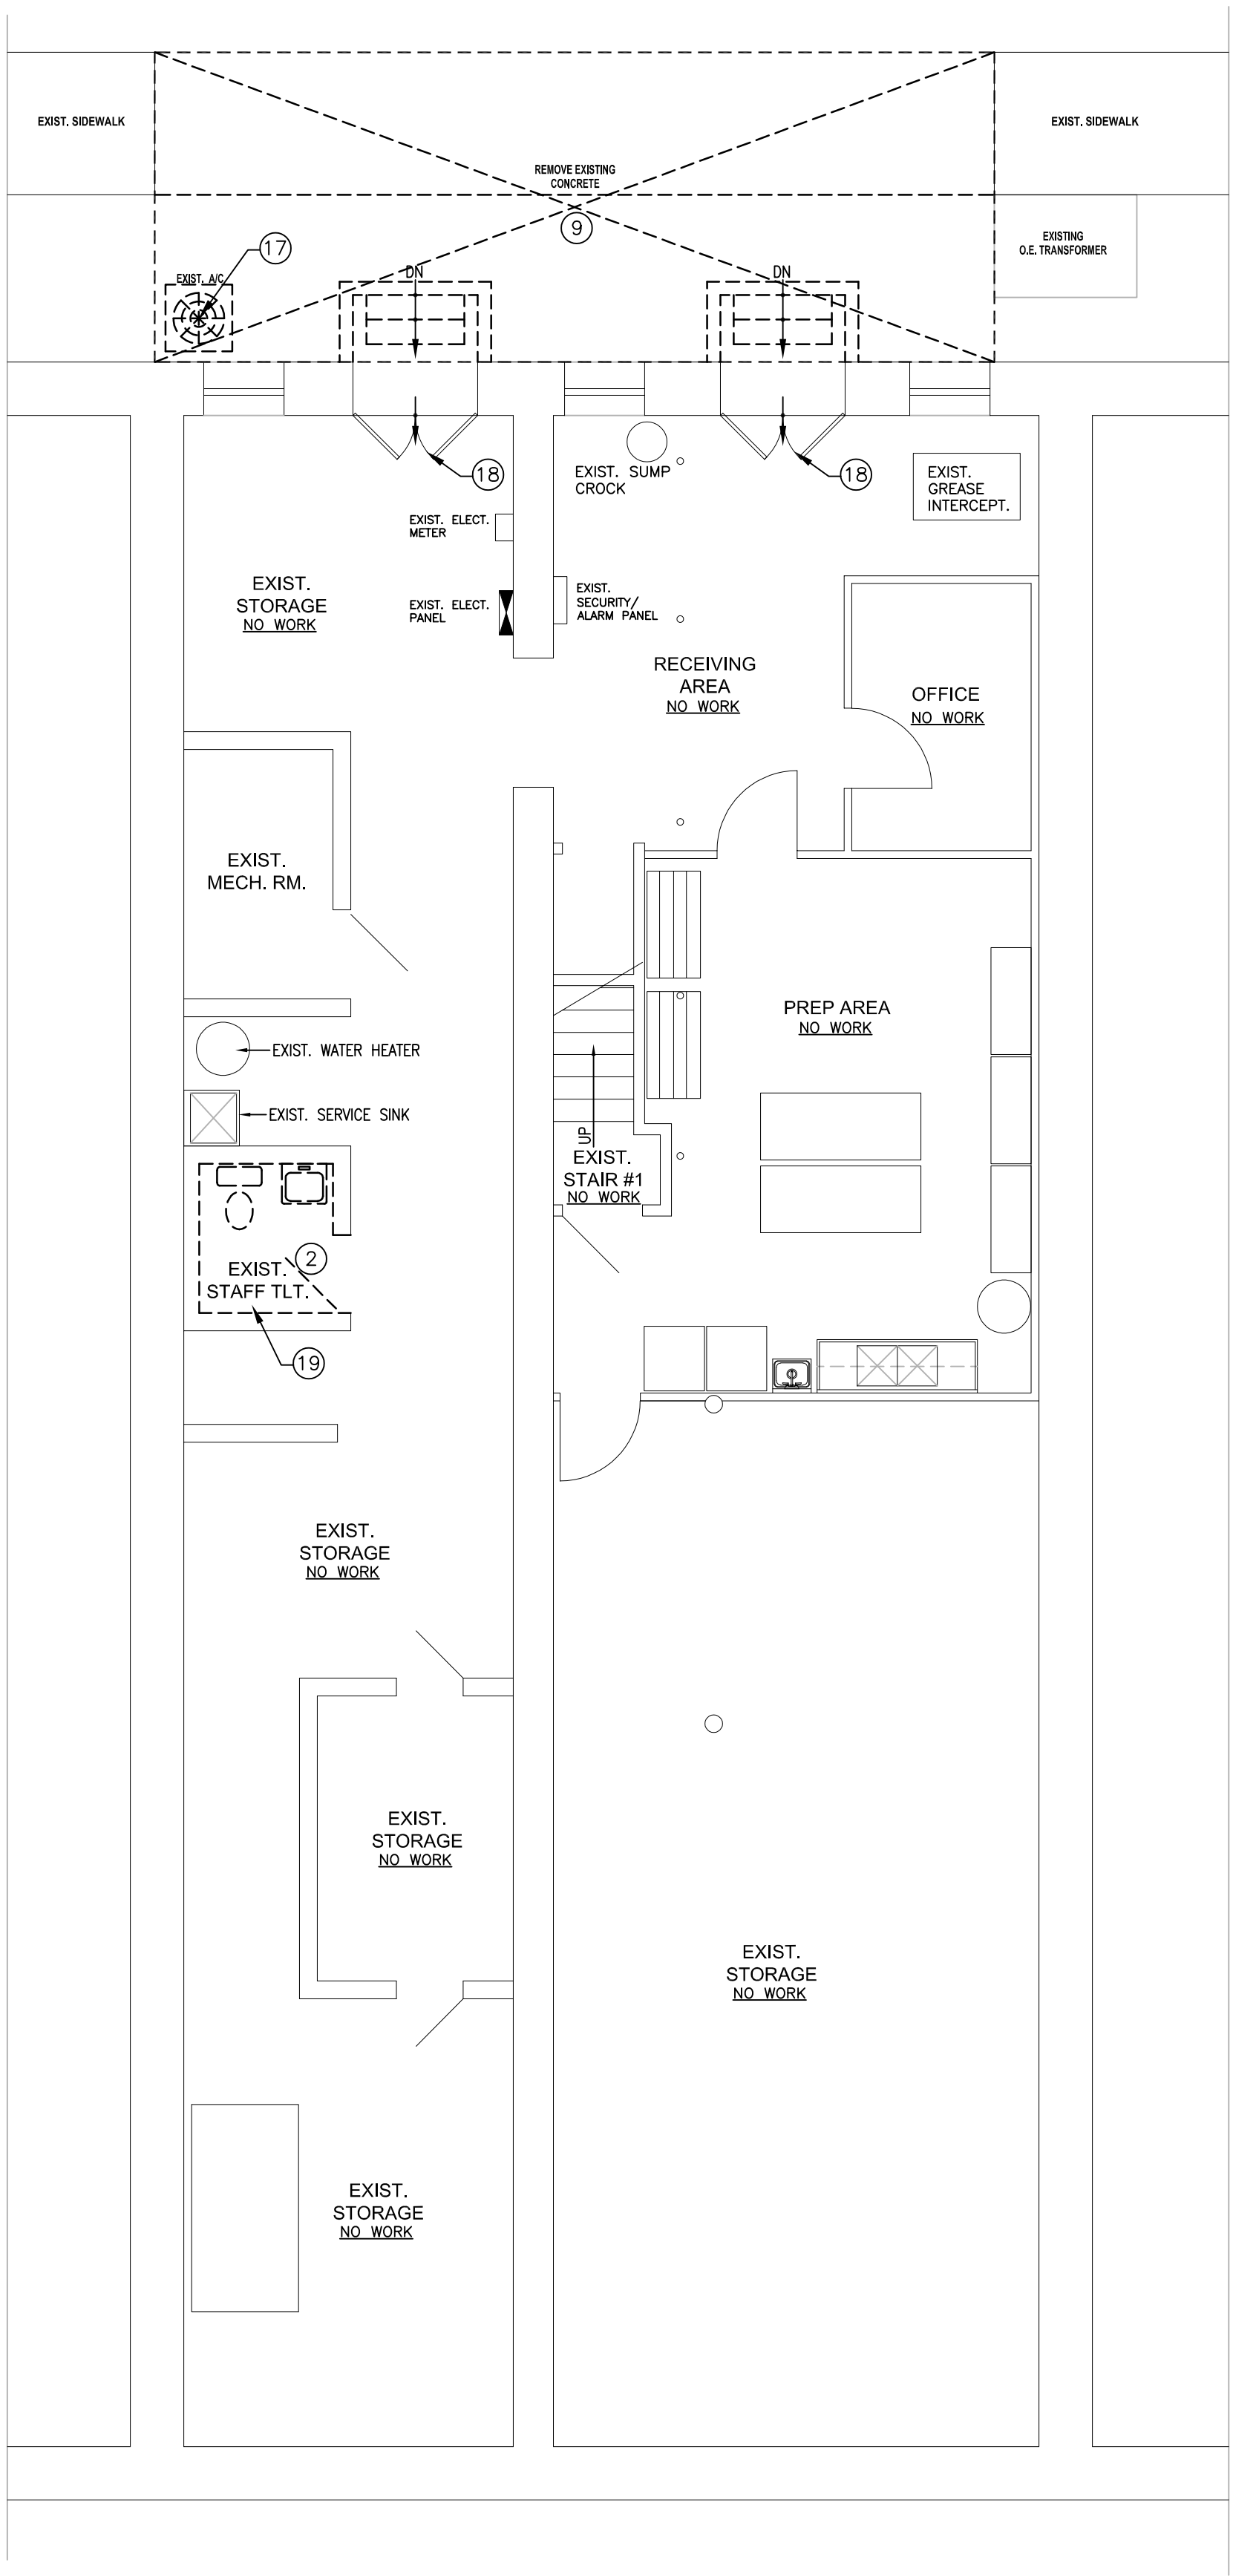 EXIST. SIDEWALK
EXIST. SIDEWALK
REMOVE EXISTING
CONCRETE
9
EXISTING
O.E. TRANSFORMER
17
EXIST. A/C
DN
DN
18
18
EXIST. SUMP
CROCK
EXIST.
GREASE
INTERCEPT.
EXIST. ELECT.
METER
EXIST.
STORAGE
NO WORK
EXIST. ELECT.
PANEL
EXIST.
SECURITY/
ALARM PANEL
RECEIVING
AREA
NO WORK
OFFICE
NO WORK
EXIST.
MECH. RM.
PREP AREA
NO WORK
EXIST. WATER HEATER
EXIST. SERVICE SINK
UP
EXIST.
STAIR #1
NO WORK
2
EXIST.
STAFF TLT.
19
EXIST.
STORAGE
NO WORK
EXIST.
STORAGE
NO WORK
EXIST.
STORAGE
NO WORK
EXIST.
STORAGE
NO WORK